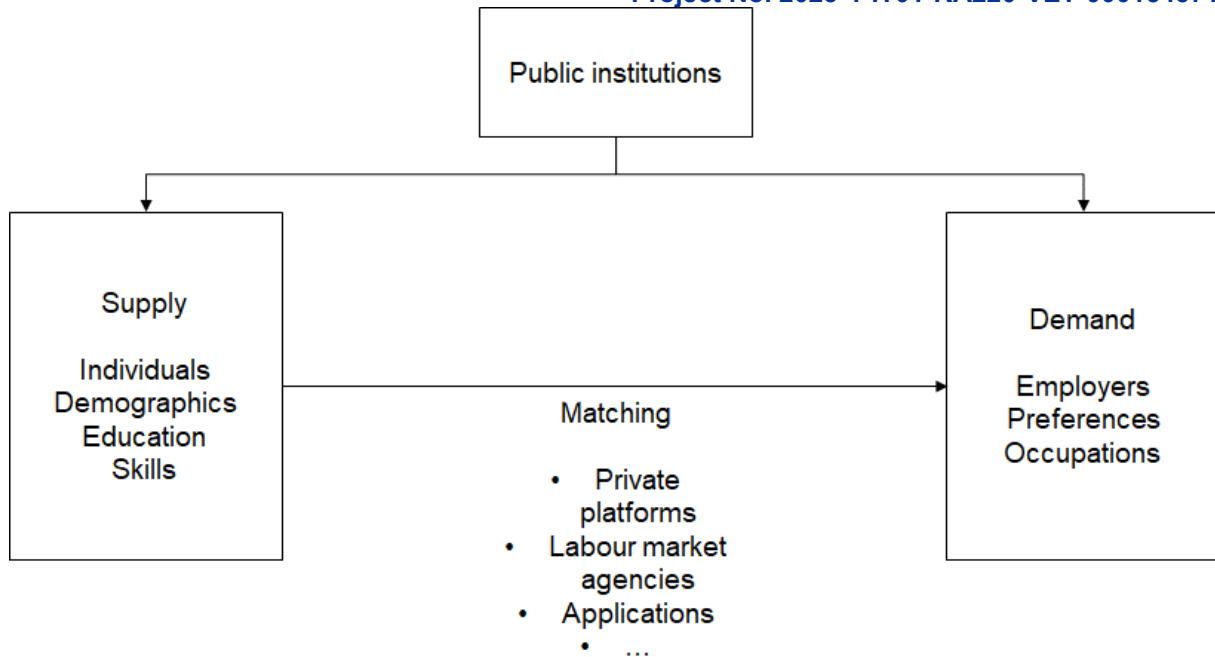 Public institutions
Supply
Individuals
Demographics
Education
Skills
Matching
• Private
platforms
• Labour market
agencies
• Applications
• ...
Demand
Employers
Preferences
Occupations